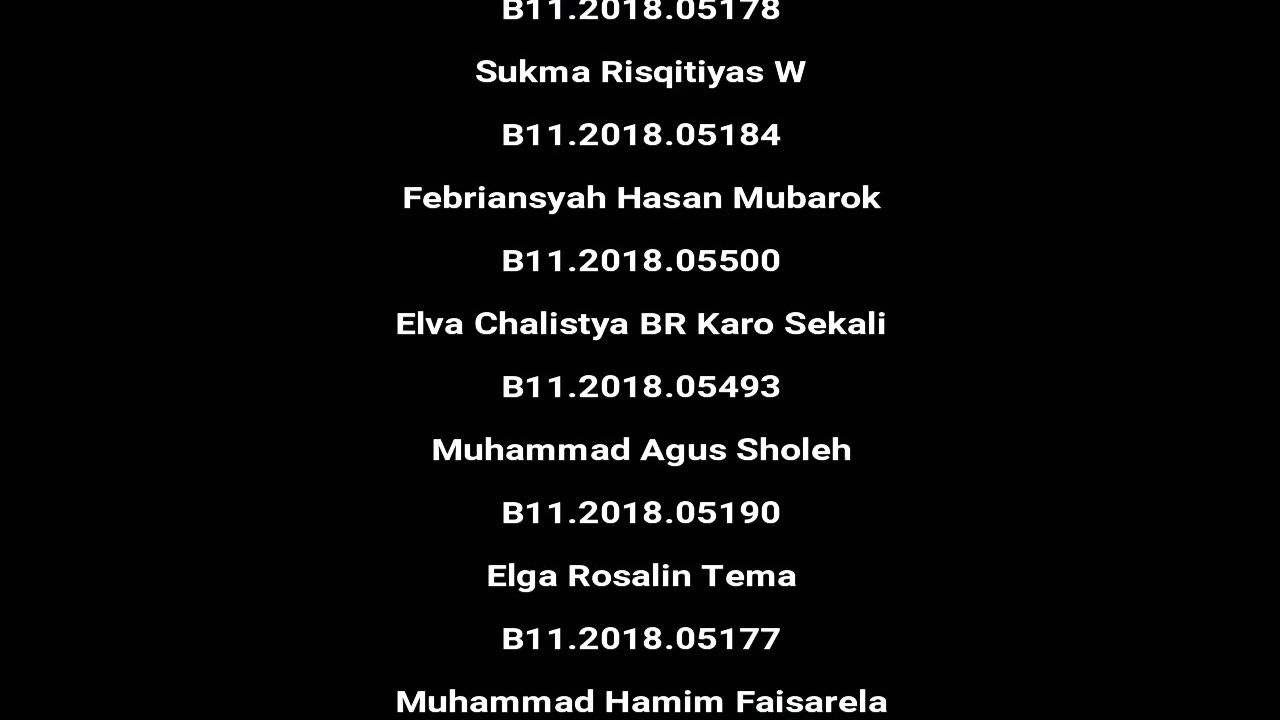 B11.2018.05178
Sukma Risqitiyas W
B11.2018.05184
Febriansyah Hasan Mubarok
B11.2018.05500
Elva Chalistya BR Karo Sekali
B11.2018.05493
Muhammad Agus Sholeh
B11.2018.05190
Elga Rosalin Tema
B11.2018.05177
Muhammad Hamim Faisarela